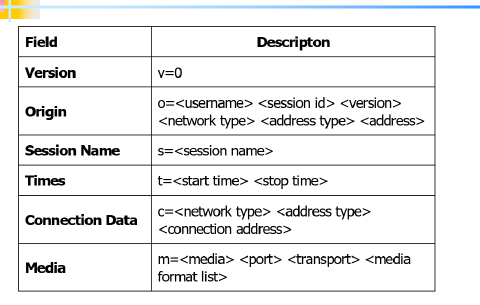 Field Descripton
Version v=0
Origin o=<username> <session id> <version>
<network type> <address type> <address>
Session Name s=<session name>
Times t=<start time> <stop time>
Connection Data c=<network type> <address type>
<connection address>
Media m=<media> <port> <transport> <media
format list>